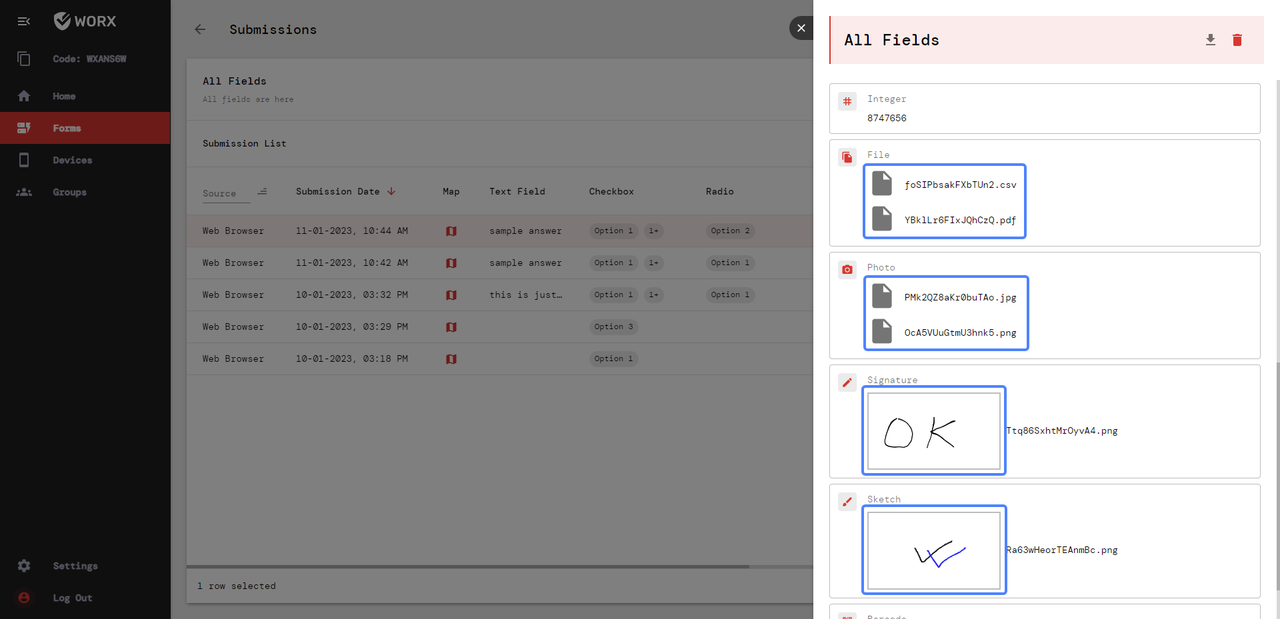 WORX
Code: WXANS6W
Home
Forms
Devices
Groups
Settings
Log Out
Submissions
All Fields
All fields are here
Submission List
Source Submission Date Map Text Field Checkbox Radio
Web Browser 11-01-2023, 10:44 AM sample answer Option 1 1+ Option 2
Web Browser 11-01-2023, 10:42 AM sample answer Option 1 1+ Option 1
Web Browser 10-01-2023, 03:32 PM this is just… Option 1 1+ Option 1
Web Browser 10-01-2023, 03:29 PM Option 3
Web Browser 10-01-2023, 03:18 PM Option 1
1 row selected
All Fields
Integer
8747656
File
foSIPbsakFXbTUn2.csv
YBklLr6FIxJQhCzQ.pdf
Photo
PMk2QZ8aKr0buTAo.jpg
OcA5VUuGtmU3hnk5.png
Signature
OK
Ttq86SxhtMrOyvA4.png
Sketch
Ra63wHeorTEAnmBc.png